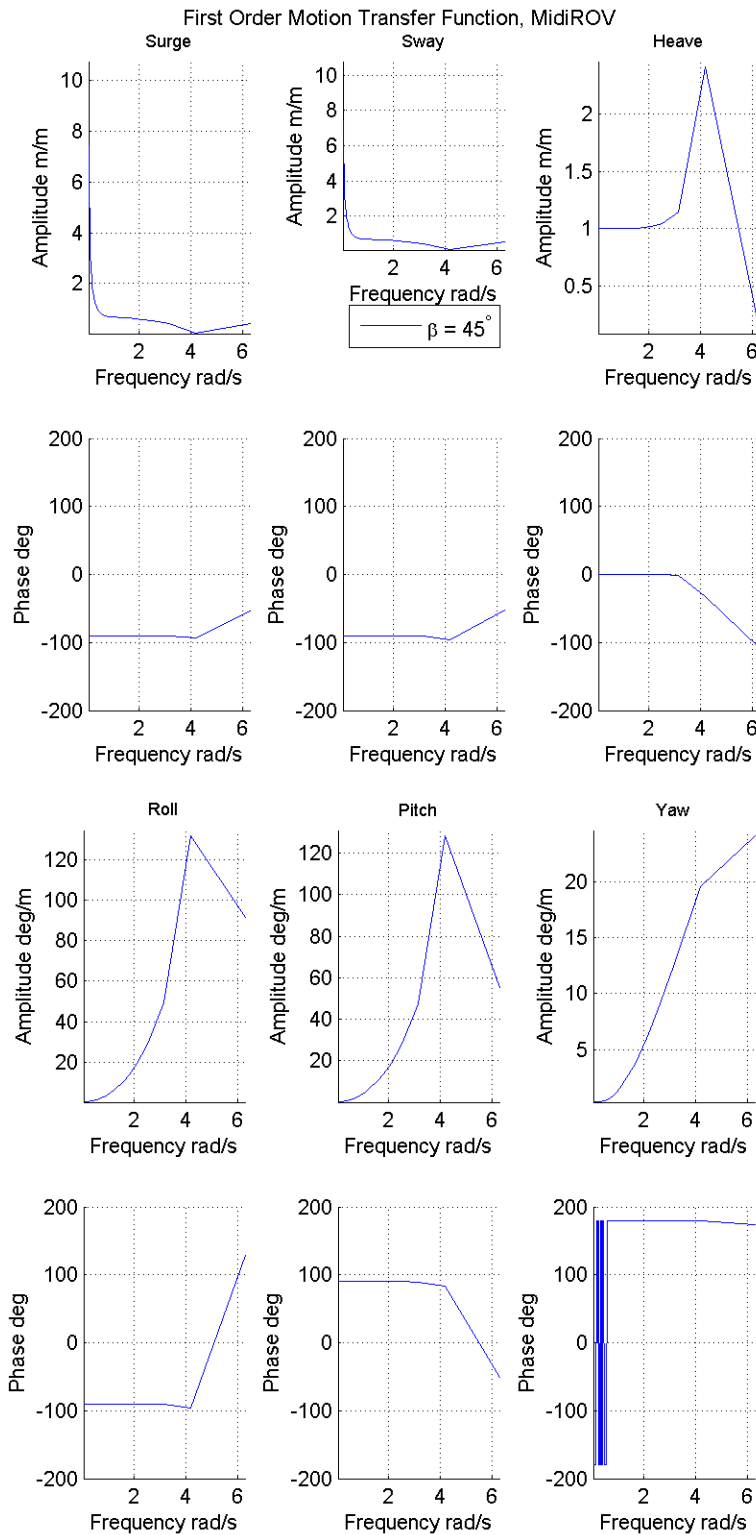 First Order Motion Transfer Function, MidiROV
Surge
Sway
Heave
Amplitude m/m
10
8
6
4
2
2 4 6
Frequency rad/s
Amplitude m/m
10
8
6
4
2
2 4 6
Frequency rad/s
β = 45°
Amplitude m/m
2
1.5
1
0.5
2 4 6
Frequency rad/s
Phase deg
200
100
0
-100
-200
2 4 6
Frequency rad/s
Phase deg
200
100
0
-100
-200
2 4 6
Frequency rad/s
Phase deg
200
100
0
-100
-200
2 4 6
Frequency rad/s
Roll
Pitch
Yaw
Amplitude deg/m
120
100
80
60
40
20
2 4 6
Frequency rad/s
Amplitude deg/m
120
100
80
60
40
20
2 4 6
Frequency rad/s
Amplitude deg/m
20
15
10
5
2 4 6
Frequency rad/s
Phase deg
200
100
0
-100
-200
2 4 6
Frequency rad/s
Phase deg
200
100
0
-100
-200
2 4 6
Frequency rad/s
Phase deg
200
100
0
-100
-200
2 4 6
Frequency rad/s